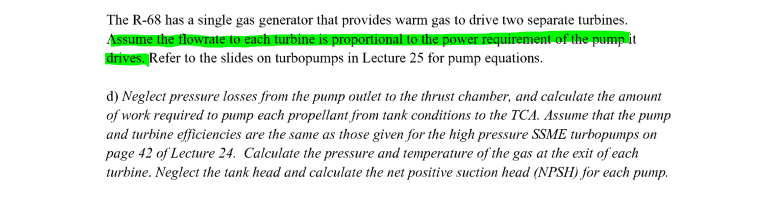 The R-68 has a single gas generator that provides warm gas to drive two separate turbines.
Assume the flowrate to each turbine is proportional to the power requirement of the pump it
drives. Refer to the slides on turbopumps in Lecture 25 for pump equations.
d) Neglect pressure losses from the pump outlet to the thrust chamber, and calculate the amount
of work required to pump each propellant from tank conditions to the TCA. Assume that the pump
and turbine efficiencies are the same as those given for the high pressure SSME turbopumps on
page 42 of Lecture 24. Calculate the pressure and temperature of the gas at the exit of each
turbine. Neglect the tank head and calculate the net positive suction head (NPSH) for each pump.